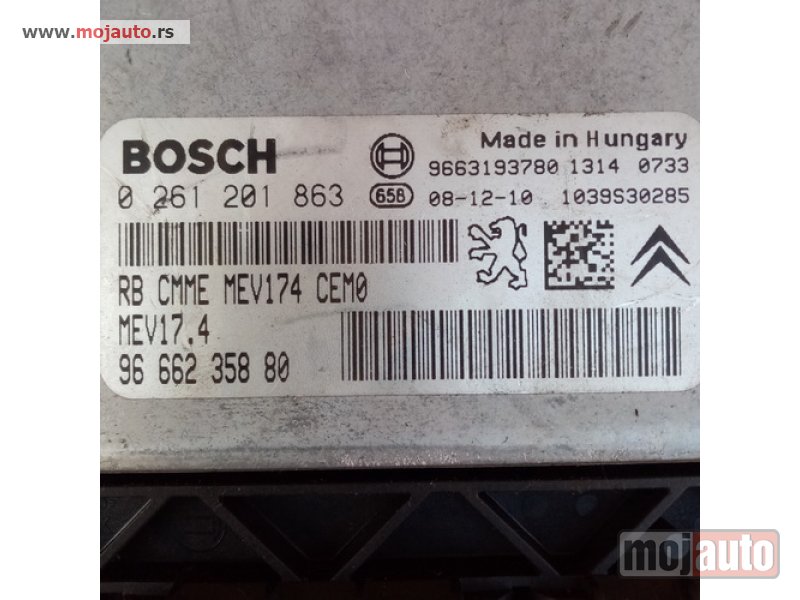 www.mojauto.rs
BOSCH
Made in Hungary
9663193780 1314 0733
0 261 201 863
658
08-12-10 1039S30285
RB CMME MEV174 CEM0
MEV17.4
96 662 358 80
mojauto